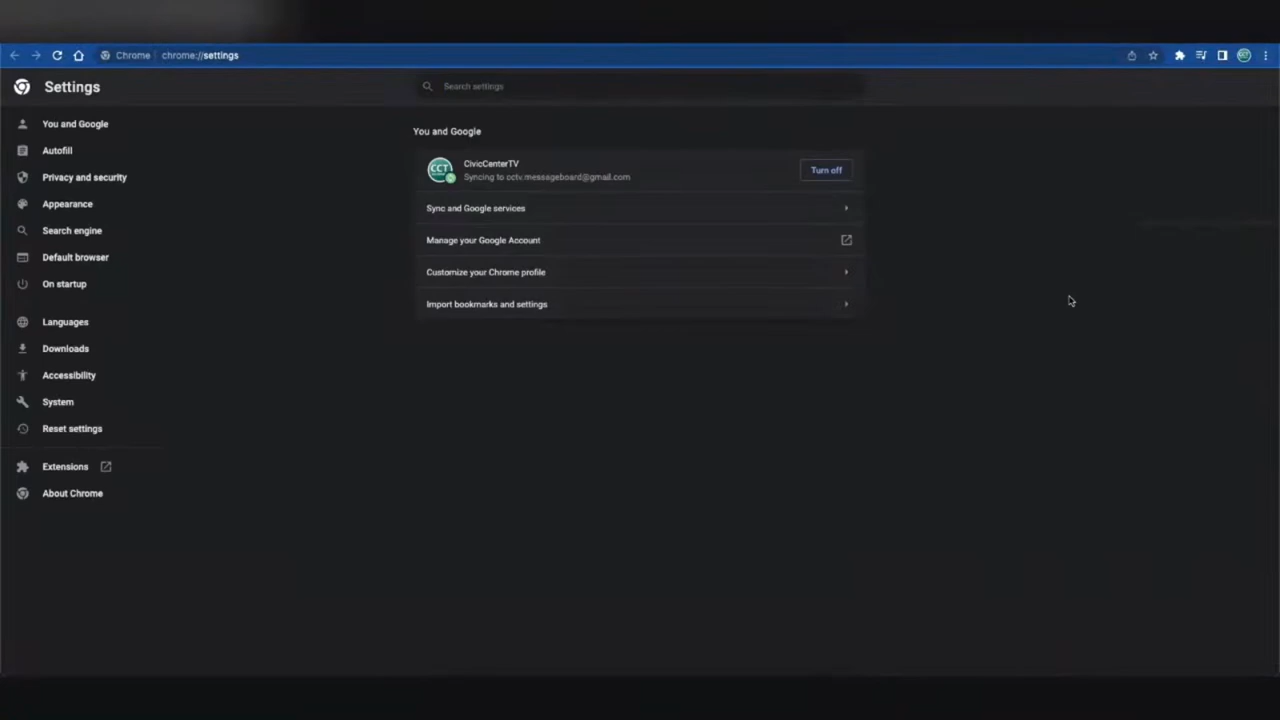 Chrome chrome://settings
Settings
Search settings
You and Google
Autofill
Privacy and security
Appearance
Search engine
Default browser
On startup
Languages
Downloads
Accessibility
System
Reset settings
Extensions
About Chrome
You and Google
CCT
CivicCenterTV
Syncing to cctv.messageboard@gmail.com
Turn off
Sync and Google services
Manage your Google Account
Customize your Chrome profile
Import bookmarks and settings